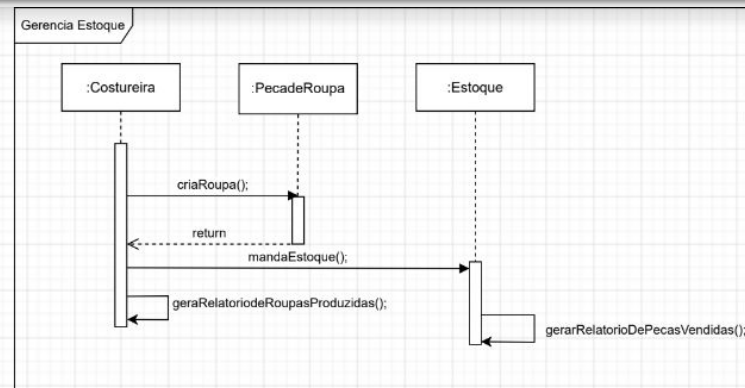 Gerencia Estoque
:Costureira
:PecadeRoupa
:Estoque
criaRoupa();
return
mandaEstoque();
geraRelatoriodeRoupasProduzidas();
gerarRelatorioDePecasVendidas();